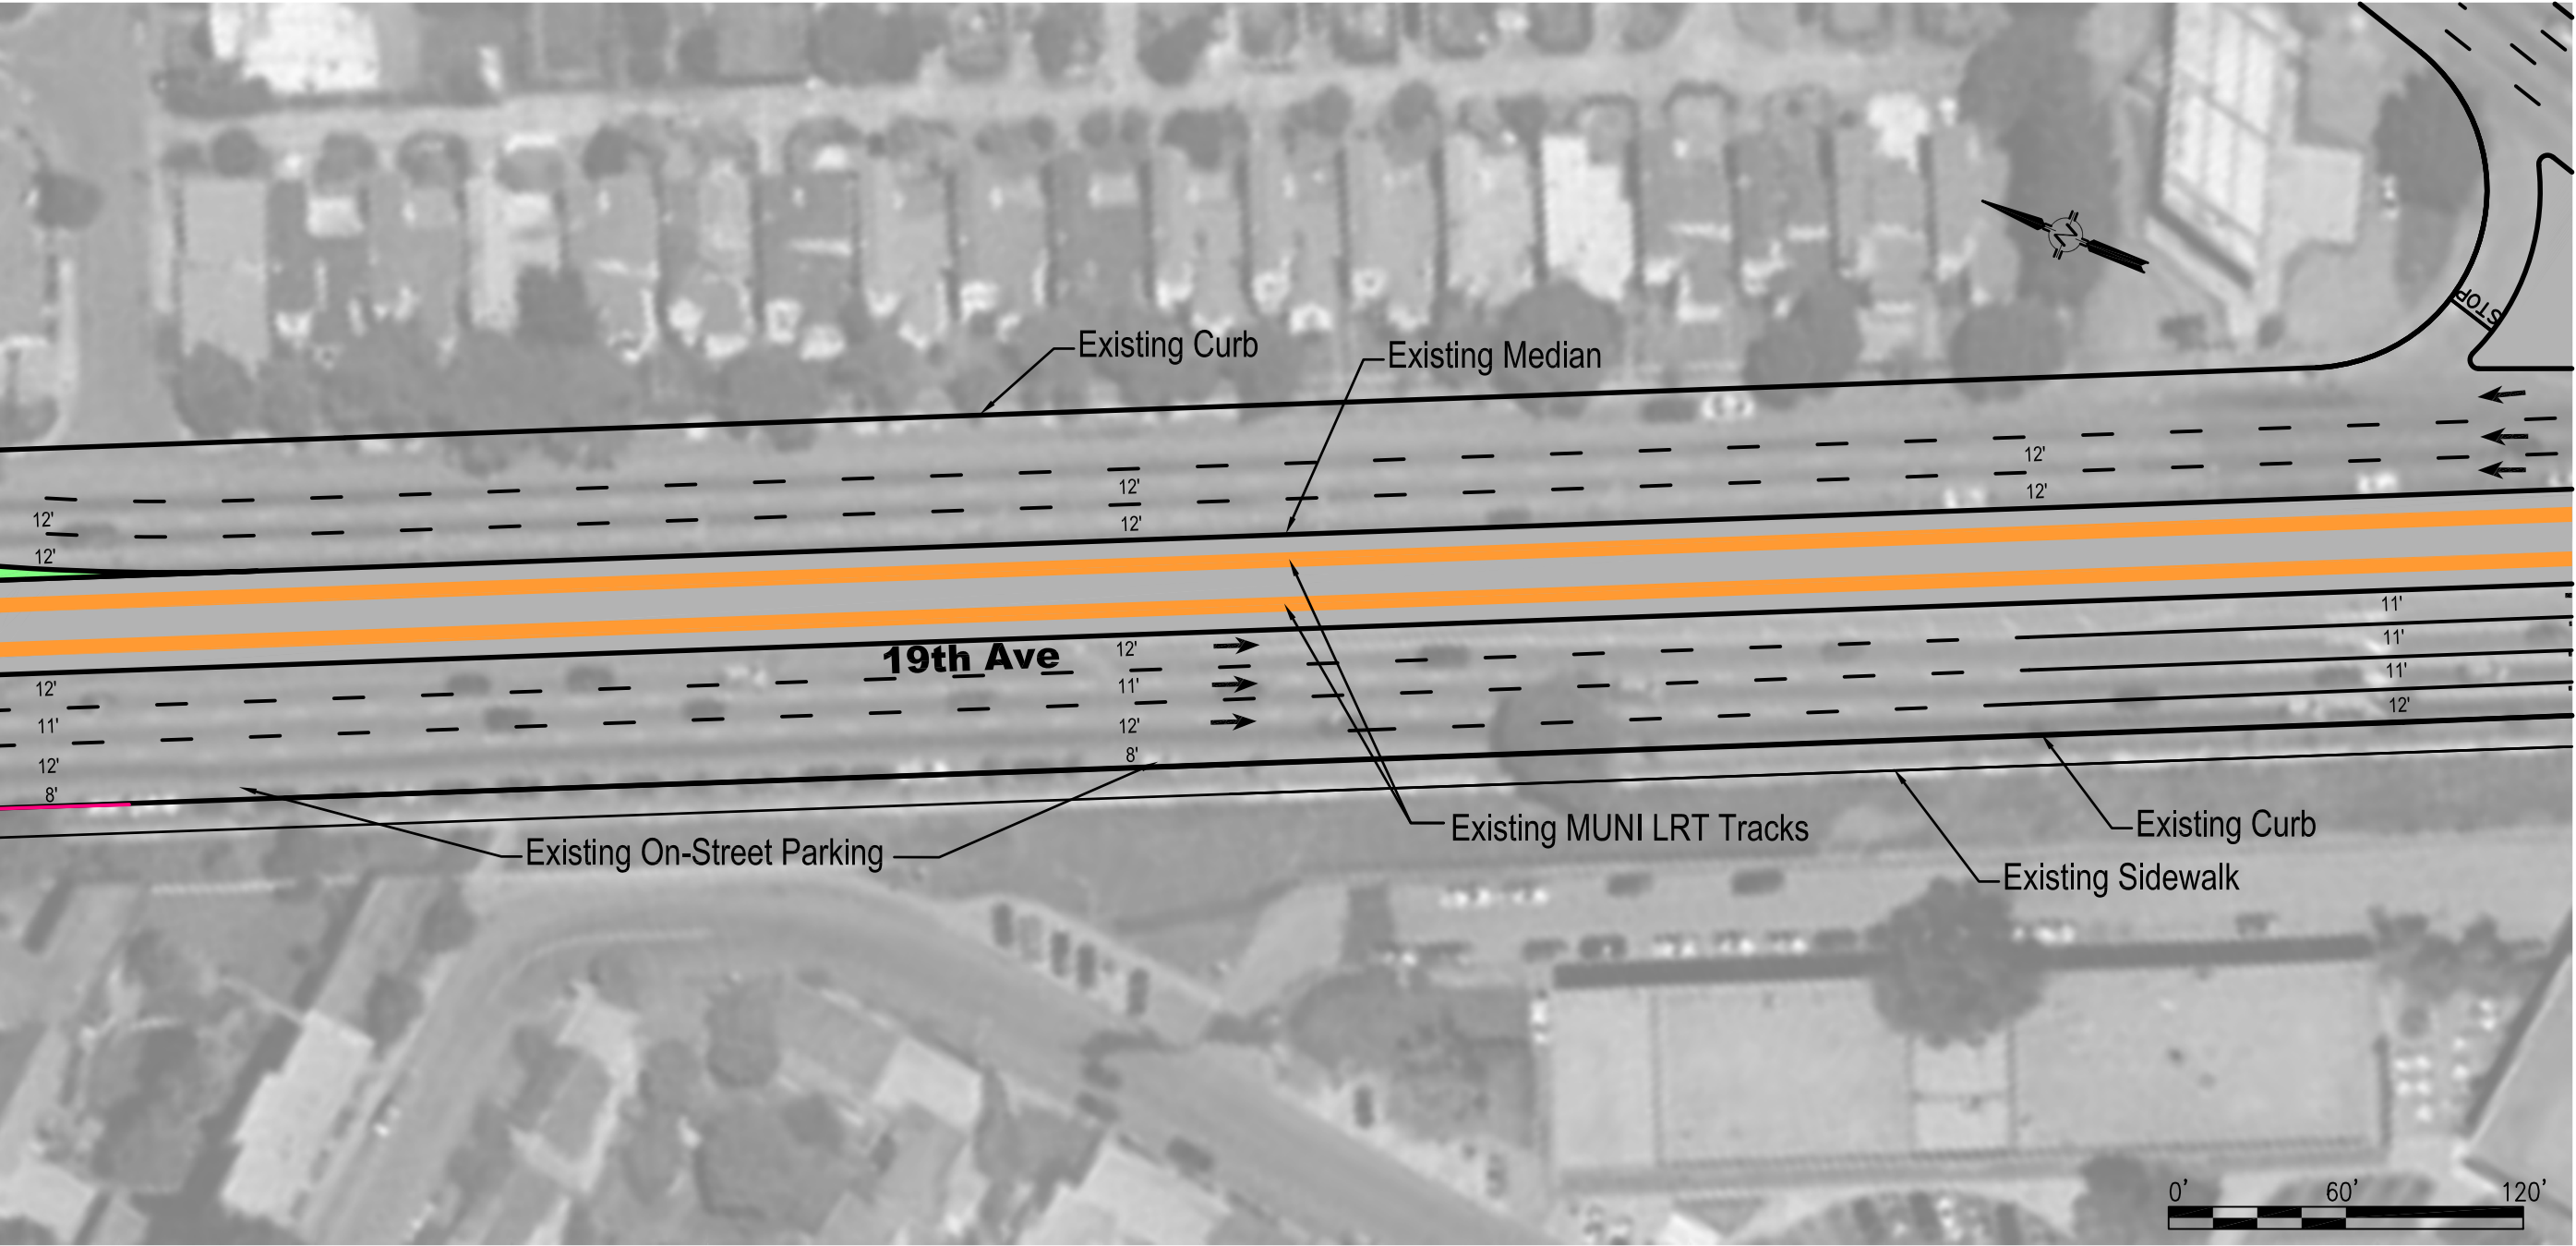 Existing Curb
Existing Median
N
STOP
12'
12'
12'
12'
12'
12'
11'
11'
11'
12'
19th Ave
12'
11'
12'
8'
12'
11'
12'
8'
Existing On-Street Parking
Existing MUNI LRT Tracks
Existing Curb
Existing Sidewalk
0' 60' 120'